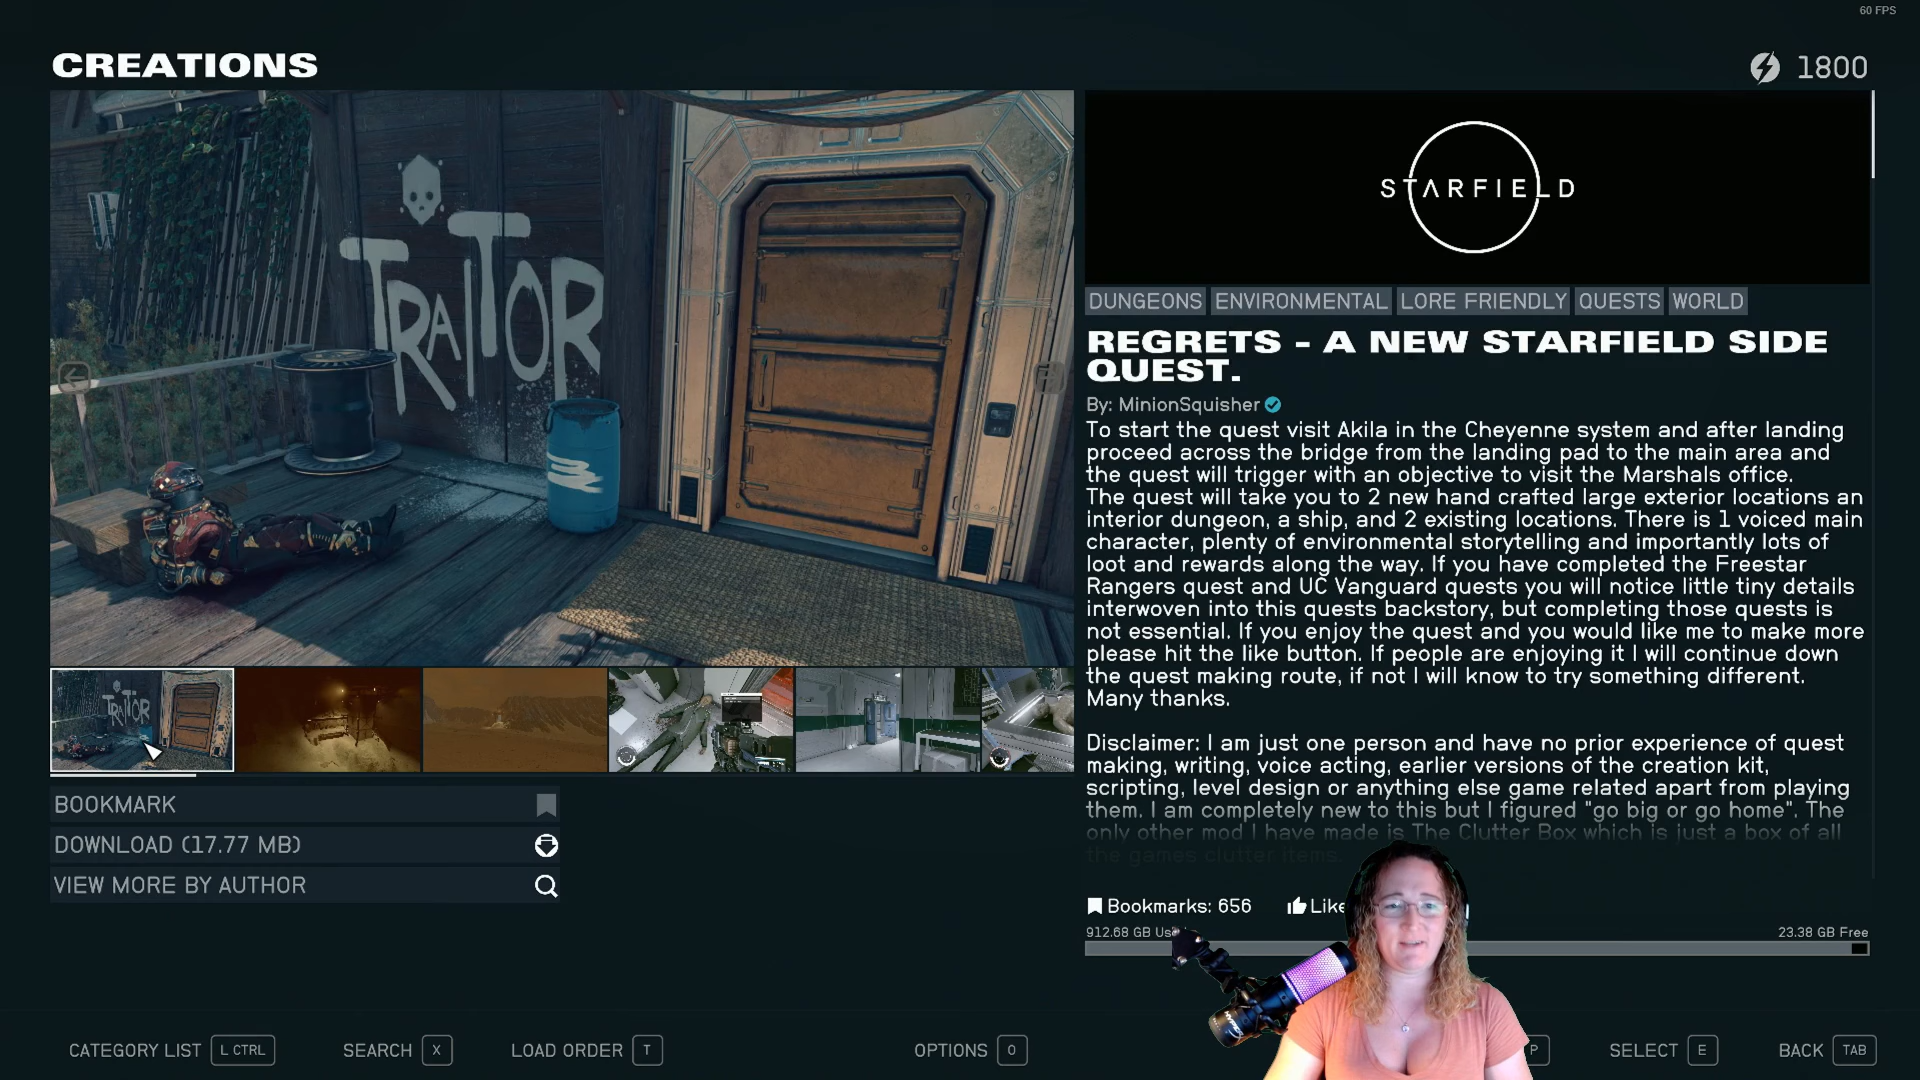 60 FPS
CREATIONS
1800
TRAITOR
STARFIELD
DUNGEONS ENVIRONMENTAL LORE FRIENDLY QUESTS WORLD
REGRETS - A NEW STARFIELD SIDE
QUEST.
By: MinionSquisher
To start the quest visit Akila in the Cheyenne system and after landing
proceed across the bridge from the landing pad to the main area and
the quest will trigger with an objective to visit the Marshals office.
The quest will take you to 2 new hand crafted large exterior locations an
interior dungeon, a ship, and 2 existing locations. There is 1 voiced main
character, plenty of environmental storytelling and importantly lots of
loot and rewards along the way. If you have completed the Freestar
Rangers quest and UC Vanguard quests you will notice little tiny details
interwoven into this quests backstory, but completing those quests is
not essential. If you enjoy the quest and you would like me to make more
please hit the like button. If people are enjoying it I will continue down
the quest making route, if not I will know to try something different.
Many thanks.
Disclaimer: I am just one person and have no prior experience of quest
making, writing, voice acting, earlier versions of the creation kit,
scripting, level design or anything else game related apart from playing
them. I am completely new to this but I figured "go big or go home". The
only other mod I have made is The Clutter Box which is just a box of all
the games clutter items.
TRAITOR
BOOKMARK
DOWNLOAD (17.77 MB)
VIEW MORE BY AUTHOR
Bookmarks: 656 Like
912.68 GB Us 23.38 GB Free
HYPERX
CATEGORY LIST L CTRL SEARCH X LOAD ORDER T OPTIONS O P SELECT E BACK TAB